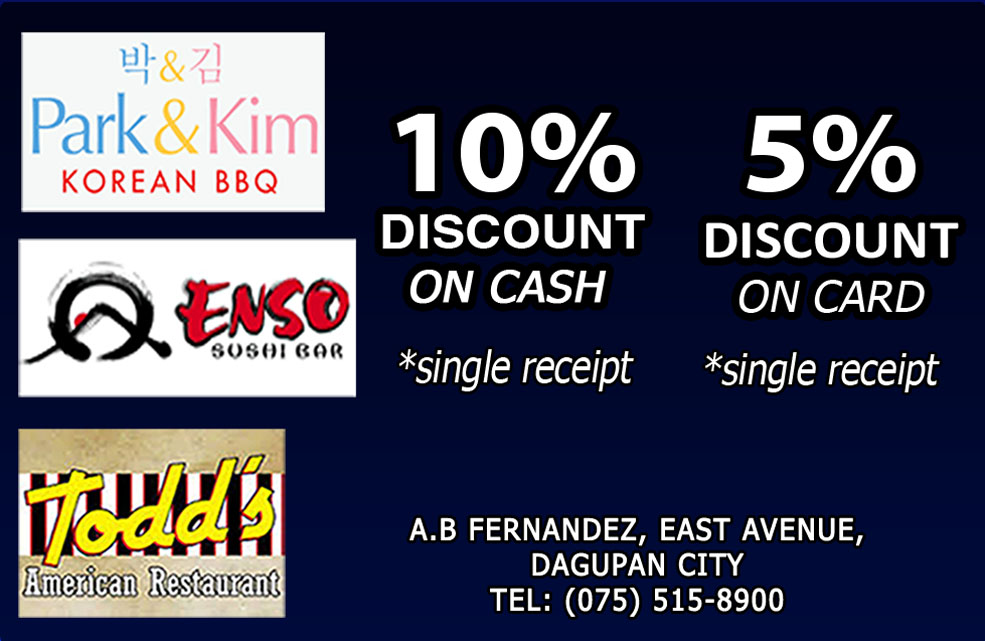 박&김
Park&Kim
KOREAN BBQ
ENSO
SUSHI BAR
Todd's
American Restaurant
10%
DISCOUNT
ON CASH
*single receipt
5%
DISCOUNT
ON CARD
*single receipt
A.B FERNANDEZ, EAST AVENUE,
DAGUPAN CITY
TEL: (075) 515-8900